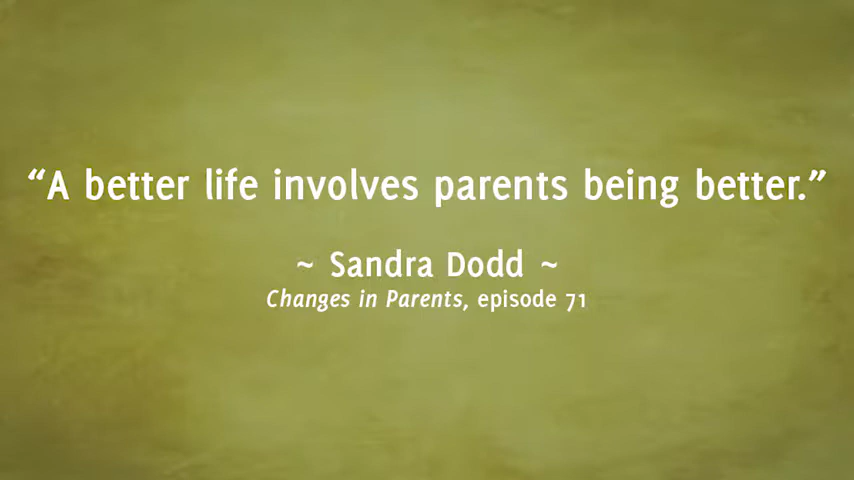 “A better life involves parents being better.”
~ Sandra Dodd ~
Changes in Parents, episode 71